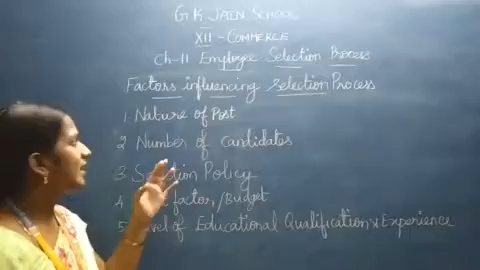 G K JAIN SCHOOL
XII - COMMERCE
Ch-11 Employee Selection Process
Factors influencing Selection Process
1 Nature of Post
2 Number of candidates
3 Selection Policy
4 factor/Budget
5 Level of Educational Qualification & Experience